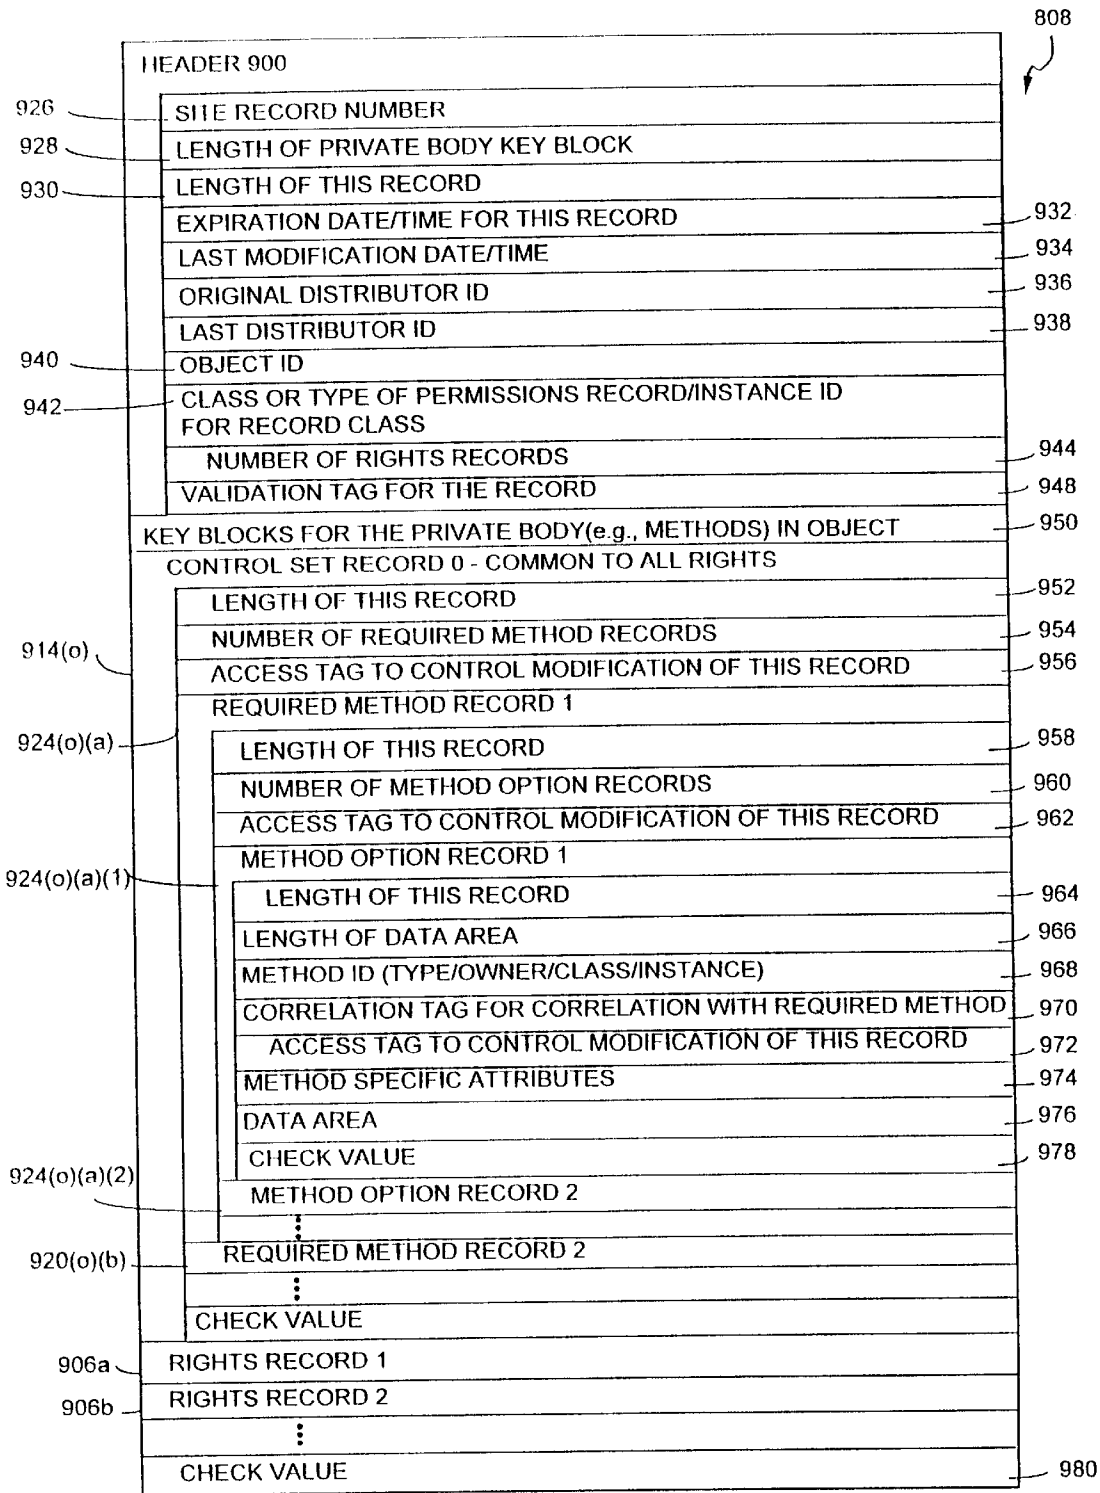 808
HEADER 900
926 SITE RECORD NUMBER
928 LENGTH OF PRIVATE BODY KEY BLOCK
930 LENGTH OF THIS RECORD
EXPIRATION DATE/TIME FOR THIS RECORD 932
LAST MODIFICATION DATE/TIME 934
ORIGINAL DISTRIBUTOR ID 936
LAST DISTRIBUTOR ID 938
940 OBJECT ID
942 CLASS OR TYPE OF PERMISSIONS RECORD/INSTANCE ID
FOR RECORD CLASS
NUMBER OF RIGHTS RECORDS 944
VALIDATION TAG FOR THE RECORD 948
KEY BLOCKS FOR THE PRIVATE BODY(e.g., METHODS) IN OBJECT 950
CONTROL SET RECORD 0 - COMMON TO ALL RIGHTS
LENGTH OF THIS RECORD 952
NUMBER OF REQUIRED METHOD RECORDS 954
914(o) ACCESS TAG TO CONTROL MODIFICATION OF THIS RECORD 956
REQUIRED METHOD RECORD 1
924(o)(a) LENGTH OF THIS RECORD 958
NUMBER OF METHOD OPTION RECORDS 960
ACCESS TAG TO CONTROL MODIFICATION OF THIS RECORD 962
METHOD OPTION RECORD 1
924(o)(a)(1) LENGTH OF THIS RECORD 964
LENGTH OF DATA AREA 966
METHOD ID (TYPE/OWNER/CLASS/INSTANCE) 968
CORRELATION TAG FOR CORRELATION WITH REQUIRED METHOD 970
ACCESS TAG TO CONTROL MODIFICATION OF THIS RECORD 972
METHOD SPECIFIC ATTRIBUTES 974
DATA AREA 976
CHECK VALUE 978
924(o)(a)(2) METHOD OPTION RECORD 2
920(o)(b) REQUIRED METHOD RECORD 2
CHECK VALUE
906a RIGHTS RECORD 1
906b RIGHTS RECORD 2
CHECK VALUE 980